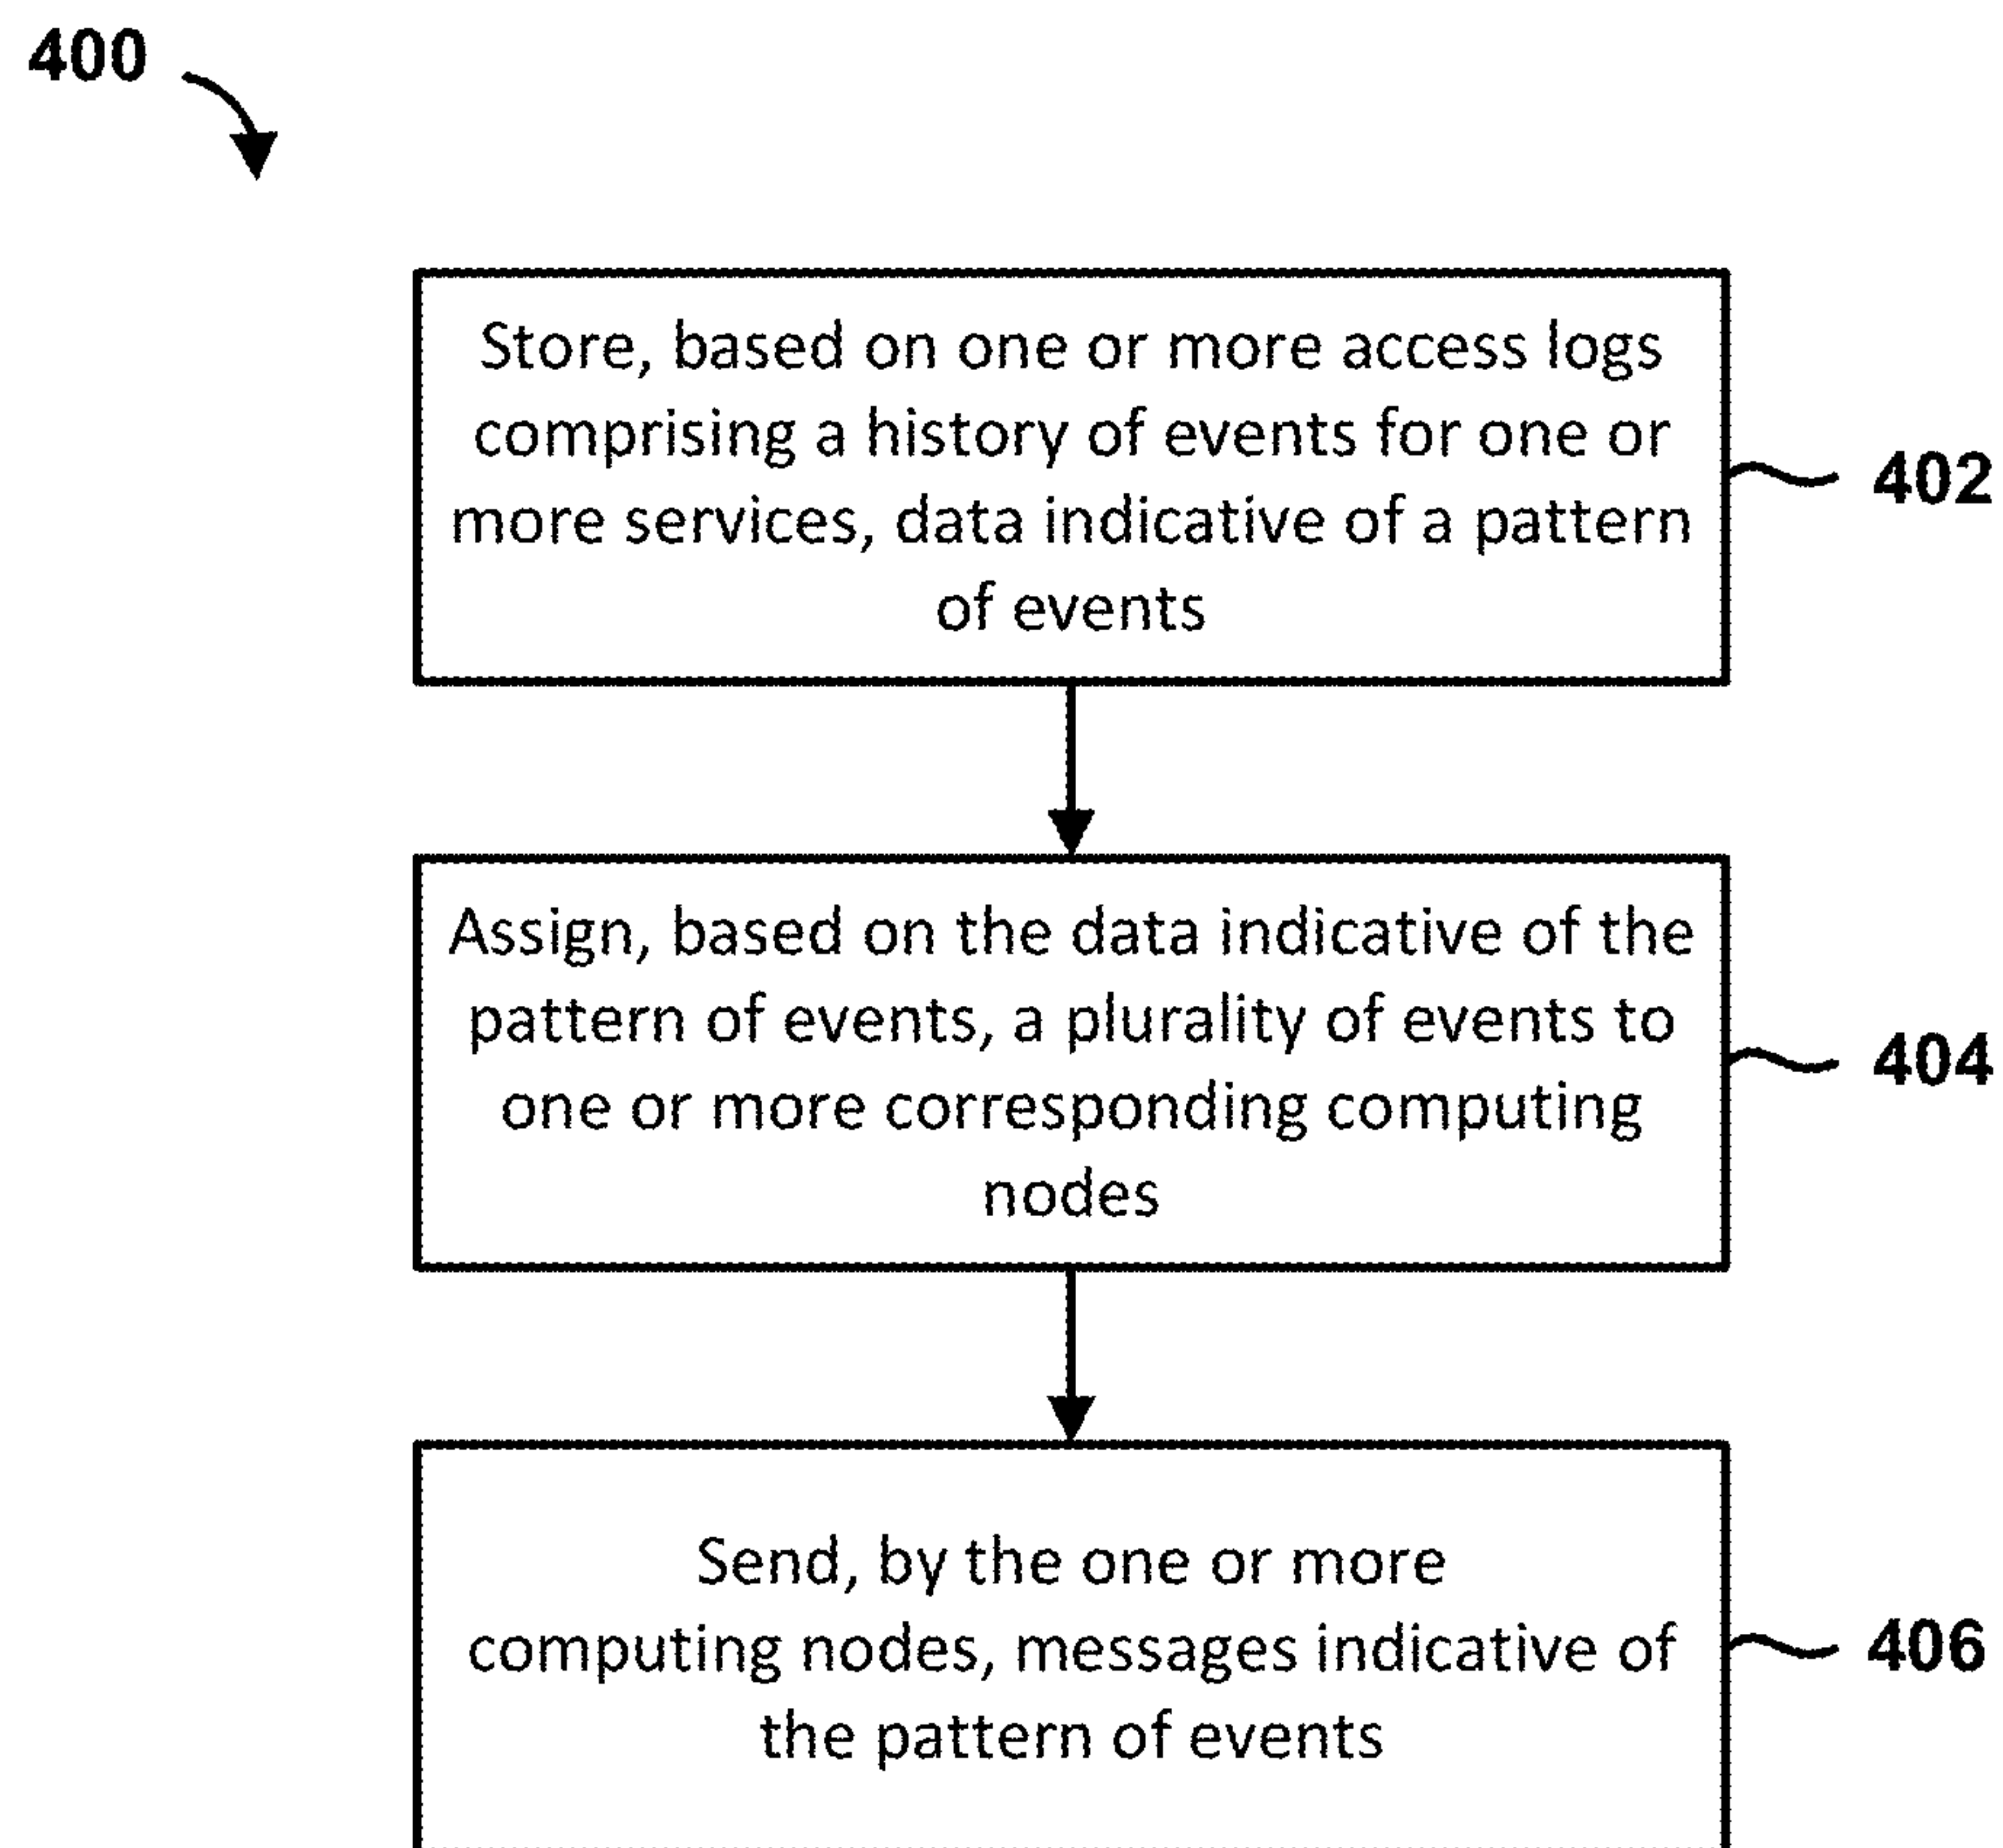 400
Store, based on one or more access logs
comprising a history of events for one or
more services, data indicative of a pattern
of events
402
Assign, based on the data indicative of the
pattern of events, a plurality of events to
one or more corresponding computing
nodes
404
Send, by the one or more
computing nodes, messages indicative of
the pattern of events
406